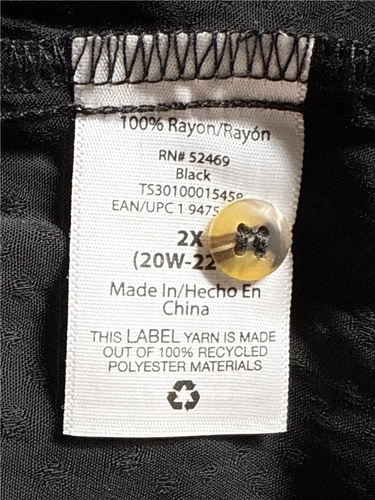 100% Rayon/Rayón
RN# 52469
Black
TS30100015458
EAN/UPC 1 9475
2X
(20W-22
Made In/Hecho En
China
THIS LABEL YARN IS MADE
OUT OF 100% RECYCLED
POLYESTER MATERIALS